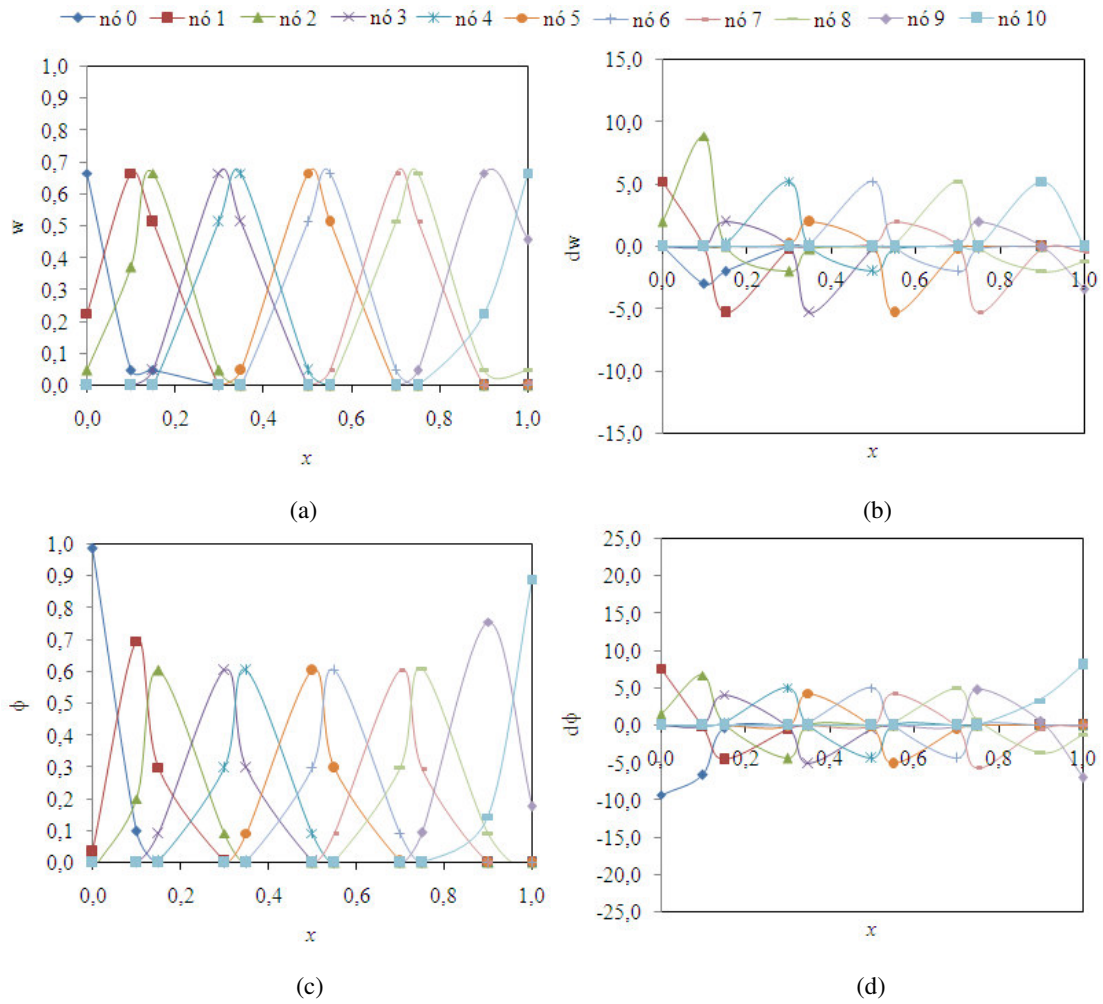 nó 0 nó 1 nó 2 nó 3 nó 4 nó 5 nó 6 nó 7 nó 8 nó 9 nó 10
1,0
0,9
0,8
0,7
0,6
0,5
0,4
0,3
0,2
0,1
0,0
w
0,0 0,2 0,4 0,6 0,8 1,0
x
(a)
15,0
10,0
5,0
0,0
-5,0
-10,0
-15,0
dw
0,0 0,2 0,4 0,6 0,8 1,0
x
(b)
1,0
0,9
0,8
0,7
0,6
0,5
0,4
0,3
0,2
0,1
0,0
ϕ
0,0 0,2 0,4 0,6 0,8 1,0
x
(c)
25,0
20,0
15,0
10,0
5,0
0,0
-5,0
-10,0
-15,0
-20,0
-25,0
dϕ
0,0 0,2 0,4 0,6 0,8 1,0
x
(d)